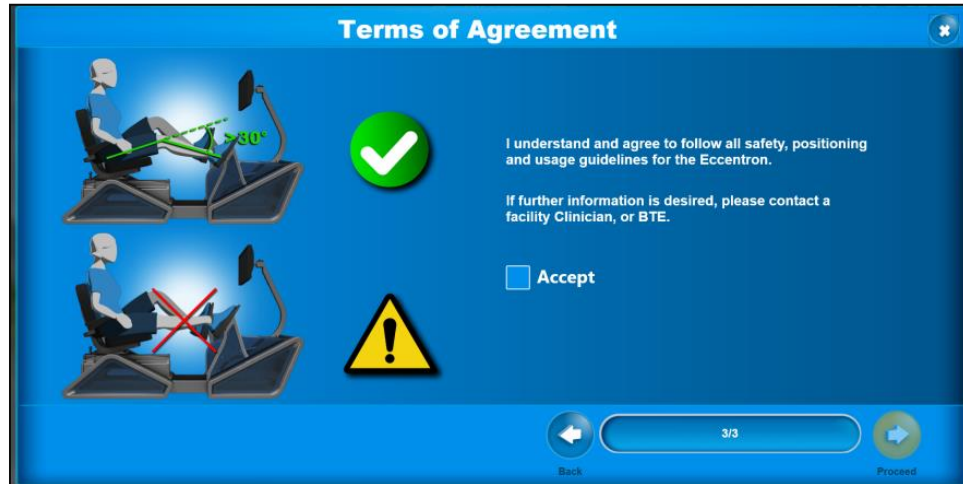 Terms of Agreement
>30°
I understand and agree to follow all safety, positioning
and usage guidelines for the Eccentron.
If further information is desired, please contact a
facility Clinician, or BTE.
Accept
3/3
Back
Proceed